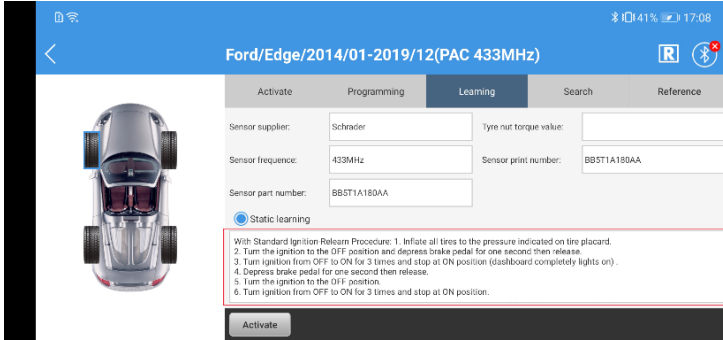 41% 17:08
Ford/Edge/2014/01-2019/12(PAC 433MHz)
R
Activate Programming Learning Search Reference
Sensor supplier: Schrader Tyre nut torque value:
Sensor frequence: 433MHz Sensor print number: BB5T1A180AA
Sensor part number: BB5T1A180AA
Static learning
With Standard Ignition-Relearn Procedure: 1. Inflate all tires to the pressure indicated on tire placard.
2. Turn the ignition to the OFF position and depress brake pedal for one second then release.
3. Turn ignition from OFF to ON for 3 times and stop at ON position (dashboard completely lights on) .
4. Depress brake pedal for one second then release.
5. Turn the ignition to the OFF position.
6. Turn ignition from OFF to ON for 3 times and stop at ON position.
Activate